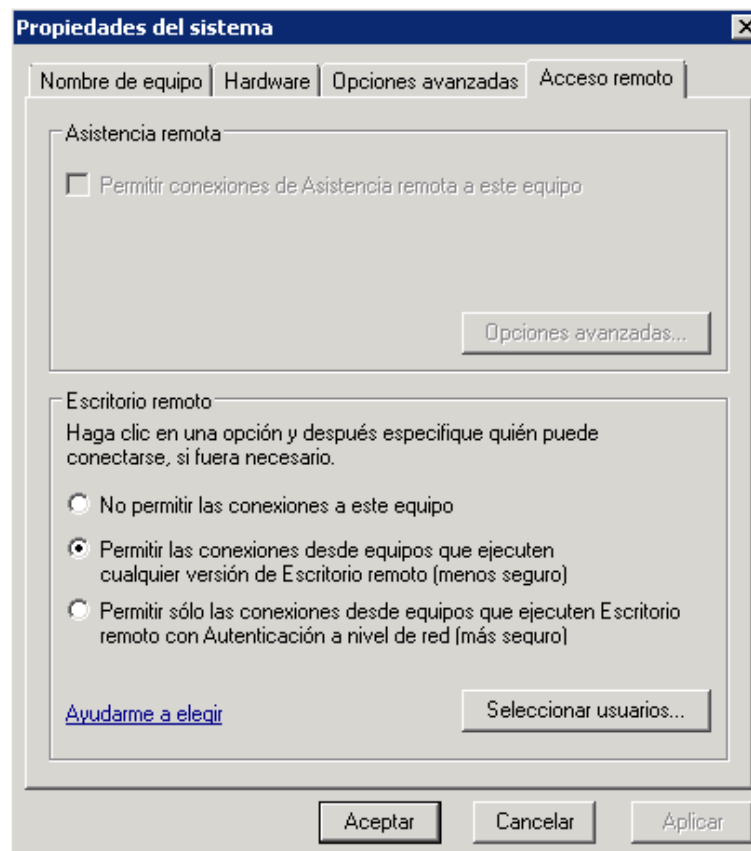 Propiedades del sistema
Nombre de equipo Hardware Opciones avanzadas Acceso remoto
Asistencia remota
Permitir conexiones de Asistencia remota a este equipo
Opciones avanzadas...
Escritorio remoto
Haga clic en una opción y después especifique quién puede
conectarse, si fuera necesario.
No permitir las conexiones a este equipo
Permitir las conexiones desde equipos que ejecuten
cualquier versión de Escritorio remoto (menos seguro)
Permitir sólo las conexiones desde equipos que ejecuten Escritorio
remoto con Autenticación a nivel de red (más seguro)
Ayudarme a elegir Seleccionar usuarios...
Aceptar Cancelar Aplicar